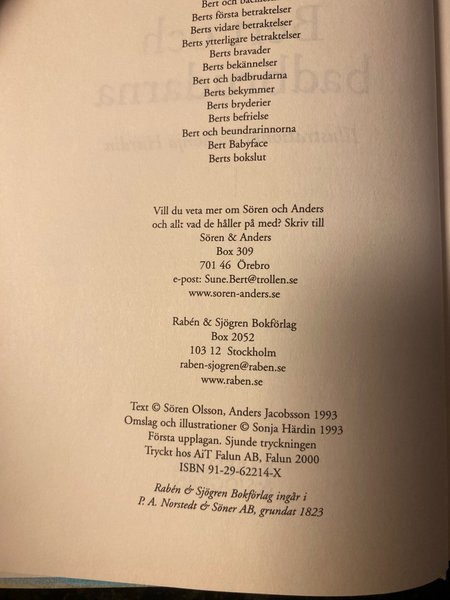 Bert och bacillerna
Berts första betraktelser
Berts vidare betraktelser
Berts ytterligare betraktelser
Berts bravader
Berts bekännelser
Bert och badbrudarna
Berts bekymmer
Berts bryderier
Berts befrielse
Bert och beundrarinnorna
Bert Babyface
Berts bokslut
Vill du veta mer om Sören och Anders
och allt vad de håller på med? Skriv till
Sören & Anders
Box 309
701 46 Örebro
e-post: Sune.Bert@trollen.se
www.soren-anders.se
Rabén & Sjögren Bokförlag
Box 2052
103 12 Stockholm
raben-sjogren@raben.se
www.raben.se
Text © Sören Olsson, Anders Jacobsson 1993
Omslag och illustrationer © Sonja Härdin 1993
Första upplagan. Sjunde tryckningen
Tryckt hos AiT Falun AB, Falun 2000
ISBN 91-29-62214-X
Rabén & Sjögren Bokförlag ingår i
P. A. Norstedt & Söner AB, grundat 1823